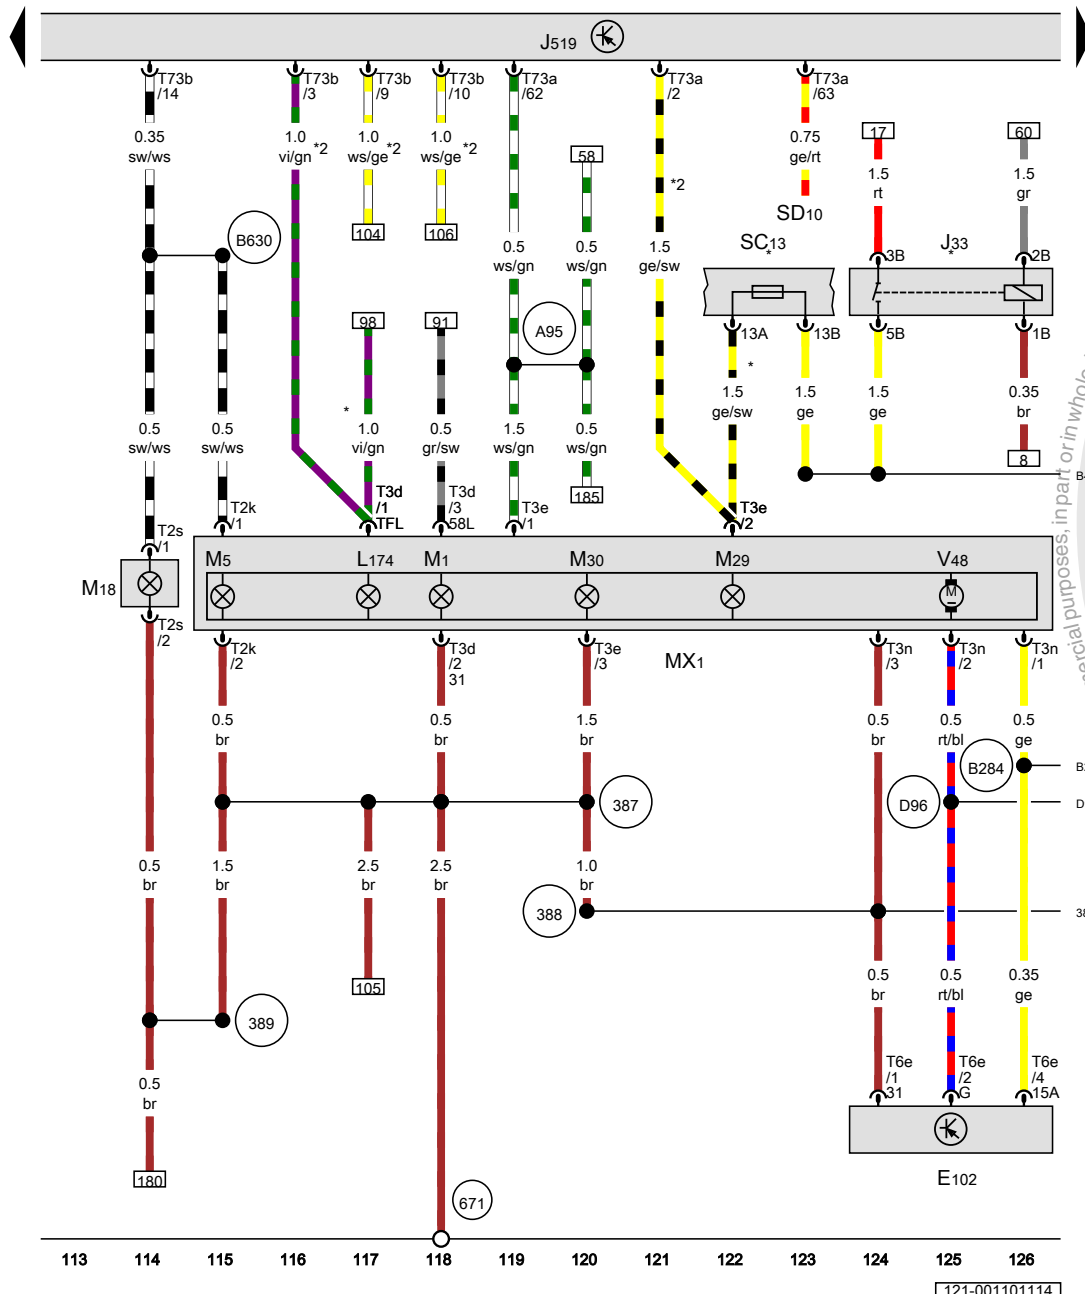 J519
T73b /14
T73b /3
T73b /9
T73b /10
T73a /62
T73a /2
T73a /63
0.35 sw/ws
1.0 vi/gn *2
1.0 ws/ge *2
1.0 ws/ge *2
0.75 ge/rt
17
60
58
1.5 rt
1.5 gr
*2
SD10
104
106
B630
0.5 ws/gn
0.5 ws/gn
1.5 ge/sw
SC13 *
J33 *
3B
2B
98
91
A95
13A
13B
5B
1B
*
1.5 ge/sw
1.5 ge
1.5 ge
0.35 br
0.5 sw/ws
0.5 sw/ws
*
1.0 vi/gn
0.5 gr/sw
1.5 ws/gn
0.5 ws/gn
8
185
T2s /1
T2k /1
T3d /1 TFL
T3d /3 58L
T3e /1
T3e /2
M18
M5
L174
M1
M30
M29
V48
M
T2s /2
T2k /2
T3d /2 31
T3e /3
MX1
T3n /3
T3n /2
T3n /1
0.5 br
0.5 br
1.5 br
0.5 br
0.5 rt/bl
0.5 ge
B284
387
D96
D
0.5 br
1.5 br
2.5 br
2.5 br
1.0 br
388
38
0.5 br
0.5 rt/bl
0.35 ge
105
389
0.5 br
T6e /1 31
T6e /2 G
T6e /4 15A
180
671
E102
113 114 115 116 117 118 119 120 121 122 123 124 125 126
121-001101114
ercial purposes, in part or in whole,